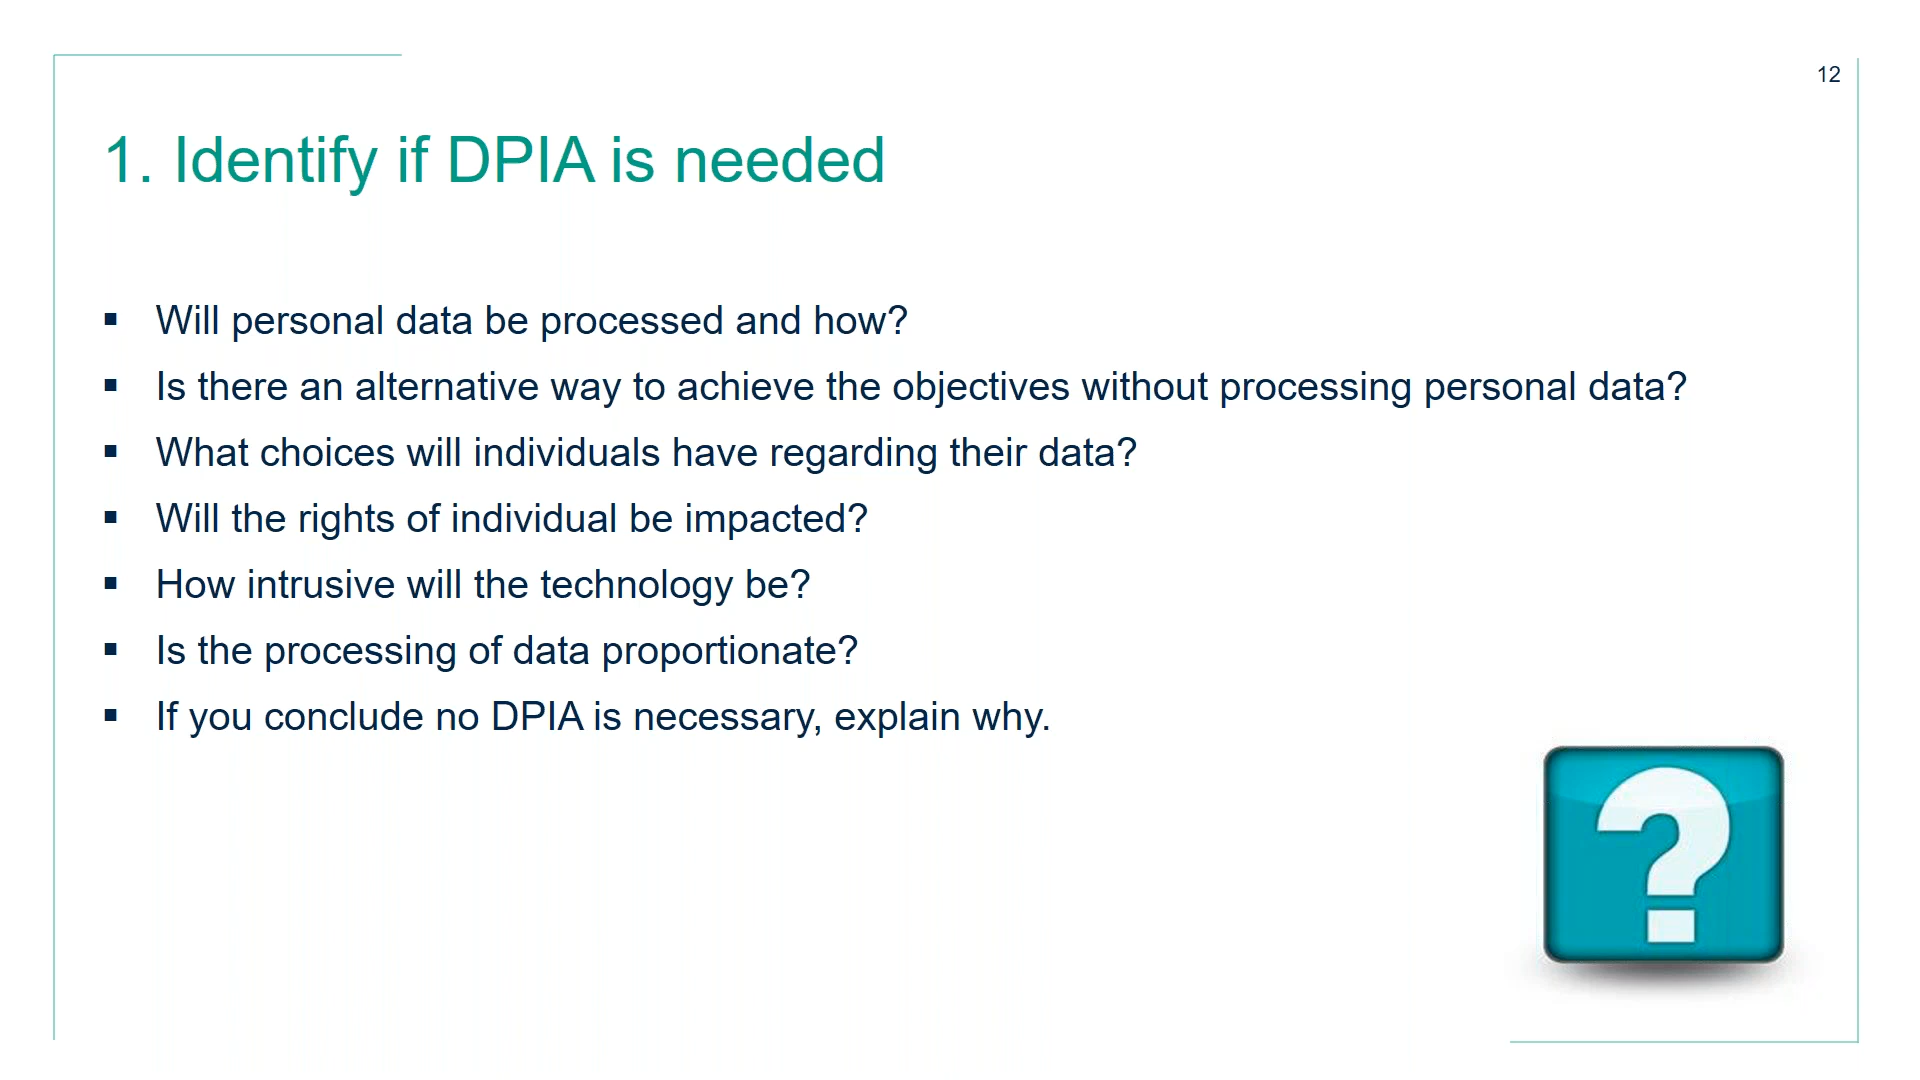 12
1. Identify if DPIA is needed
▪ Will personal data be processed and how?
▪ Is there an alternative way to achieve the objectives without processing personal data?
▪ What choices will individuals have regarding their data?
▪ Will the rights of individual be impacted?
▪ How intrusive will the technology be?
▪ Is the processing of data proportionate?
▪ If you conclude no DPIA is necessary, explain why.
?